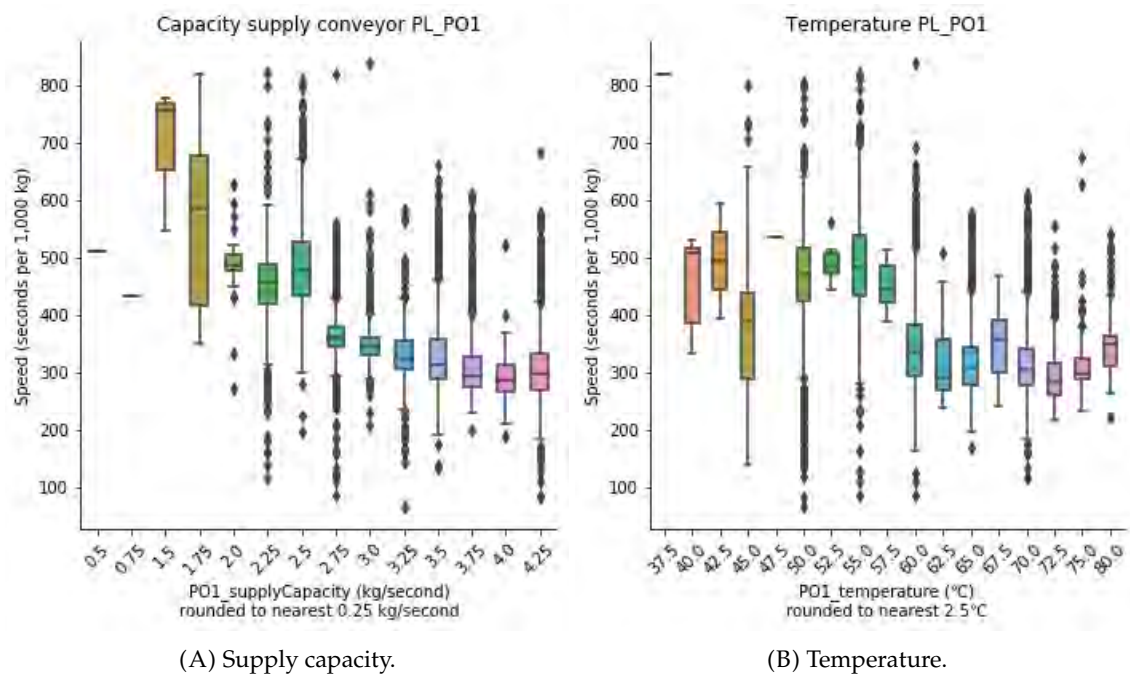 Capacity supply conveyor PL_PO1
Speed (seconds per 1,000 kg)
800
700
600
500
400
300
200
100
0.5 0.75 1.5 1.75 2.0 2.25 2.5 2.75 3.0 3.25 3.5 3.75 4.0 4.25
PO1_supplyCapacity (kg/second)
rounded to nearest 0.25 kg/second
(A) Supply capacity.
Temperature PL_PO1
Speed (seconds per 1,000 kg)
800
700
600
500
400
300
200
100
37.5 40.0 42.5 45.0 47.5 50.0 52.5 55.0 57.5 60.0 62.5 65.0 67.5 70.0 72.5 75.0 80.0
PO1_temperature (°C)
rounded to nearest 2.5°C
(B) Temperature.